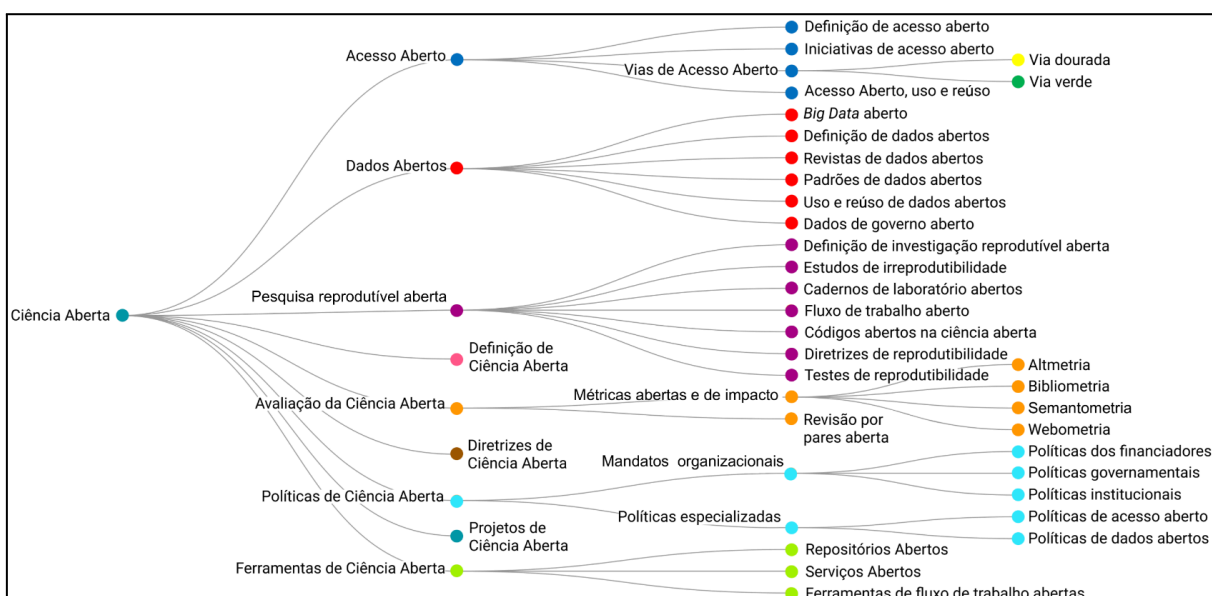 Ciência Aberta
Acesso Aberto
Definição de acesso aberto
Iniciativas de acesso aberto
Vias de Acesso Aberto
Via dourada
Via verde
Acesso Aberto, uso e reúso
Dados Abertos
Big Data aberto
Definição de dados abertos
Revistas de dados abertos
Padrões de dados abertos
Uso e reúso de dados abertos
Dados de governo aberto
Pesquisa reprodutível aberta
Definição de investigação reprodutível aberta
Estudos de irreprodutibilidade
Cadernos de laboratório abertos
Fluxo de trabalho aberto
Códigos abertos na ciência aberta
Diretrizes de reprodutibilidade
Testes de reprodutibilidade
Definição de
Ciência Aberta
Avaliação da Ciência Aberta
Métricas abertas e de impacto
Altmetria
Bibliometria
Semantometria
Webometria
Revisão por
pares aberta
Diretrizes de
Ciência Aberta
Políticas de Ciência Aberta
Mandatos organizacionais
Políticas dos financiadores
Políticas governamentais
Políticas institucionais
Políticas especializadas
Políticas de acesso aberto
Políticas de dados abertos
Projetos de
Ciência Aberta
Ferramentas de Ciência Aberta
Repositórios Abertos
Serviços Abertos
Ferramentas de fluxo de trabalho abertas